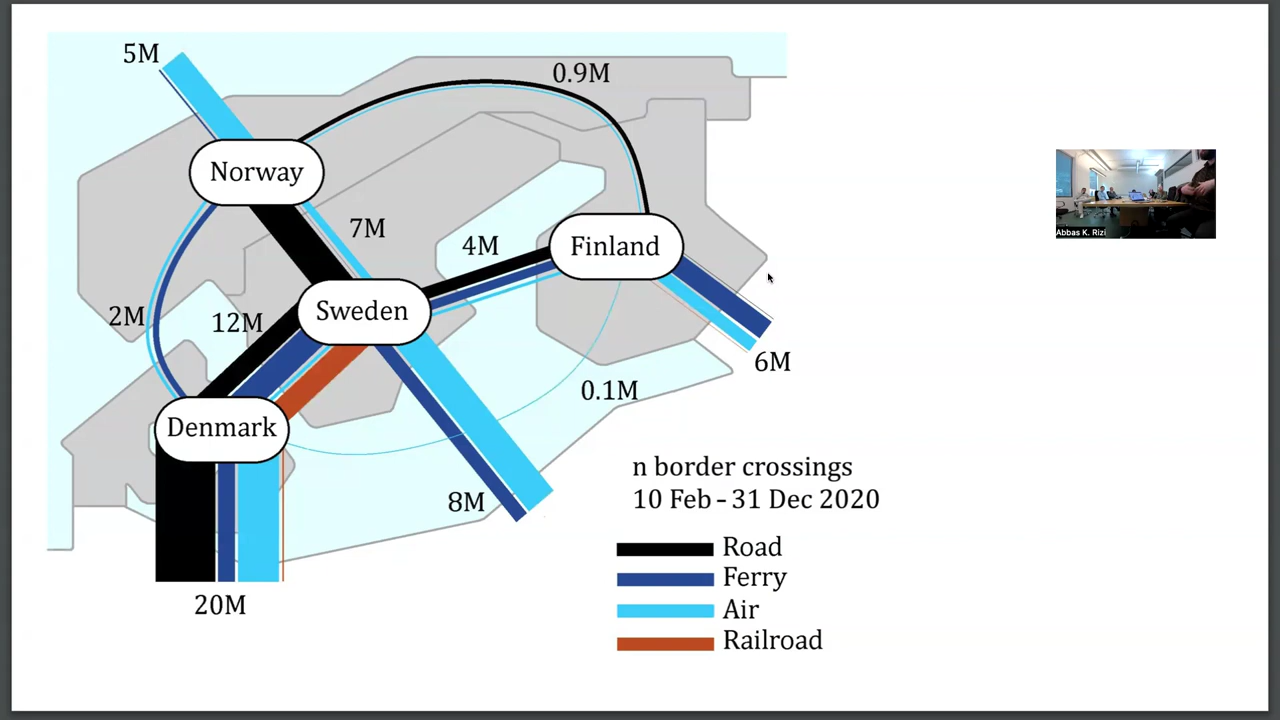 5M
0.9M
Norway
7M
4M
Finland
2M
12M
Sweden
6M
0.1M
Denmark
8M
20M
n border crossings
10 Feb – 31 Dec 2020
Road
Ferry
Air
Railroad
Abbas K. Rizi